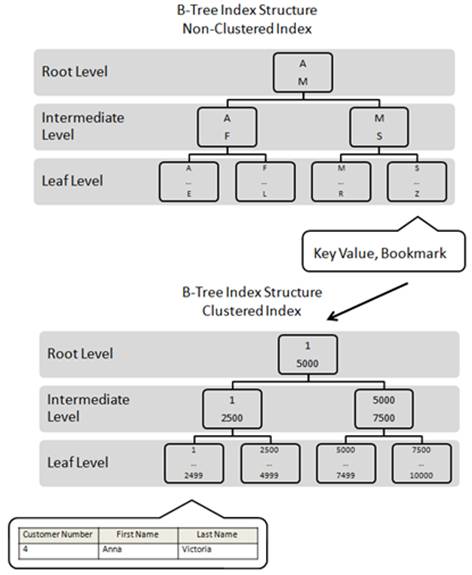 B-Tree Index Structure
Non-Clustered Index
Root Level
A
M
Intermediate
Level
A
F
M
S
Leaf Level
A
...
E
F
...
L
M
...
R
S
...
Z
Key Value, Bookmark
B-Tree Index Structure
Clustered Index
Root Level
1
5000
Intermediate
Level
1
2500
5000
7500
Leaf Level
1
...
2499
2500
...
4999
5000
...
7499
7500
...
10000
Customer Number First Name Last Name
4 Anna Victoria